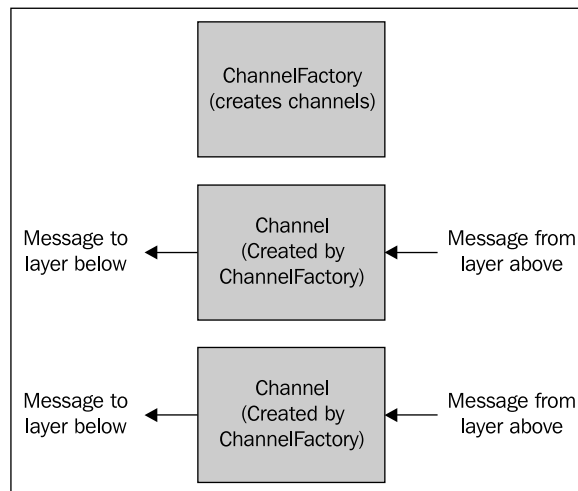 ChannelFactory
(creates channels)
Message to
layer below
Channel
(Created by
ChannelFactory)
Message from
layer above
Message to
layer below
Channel
(Created by
ChannelFactory)
Message from
layer above